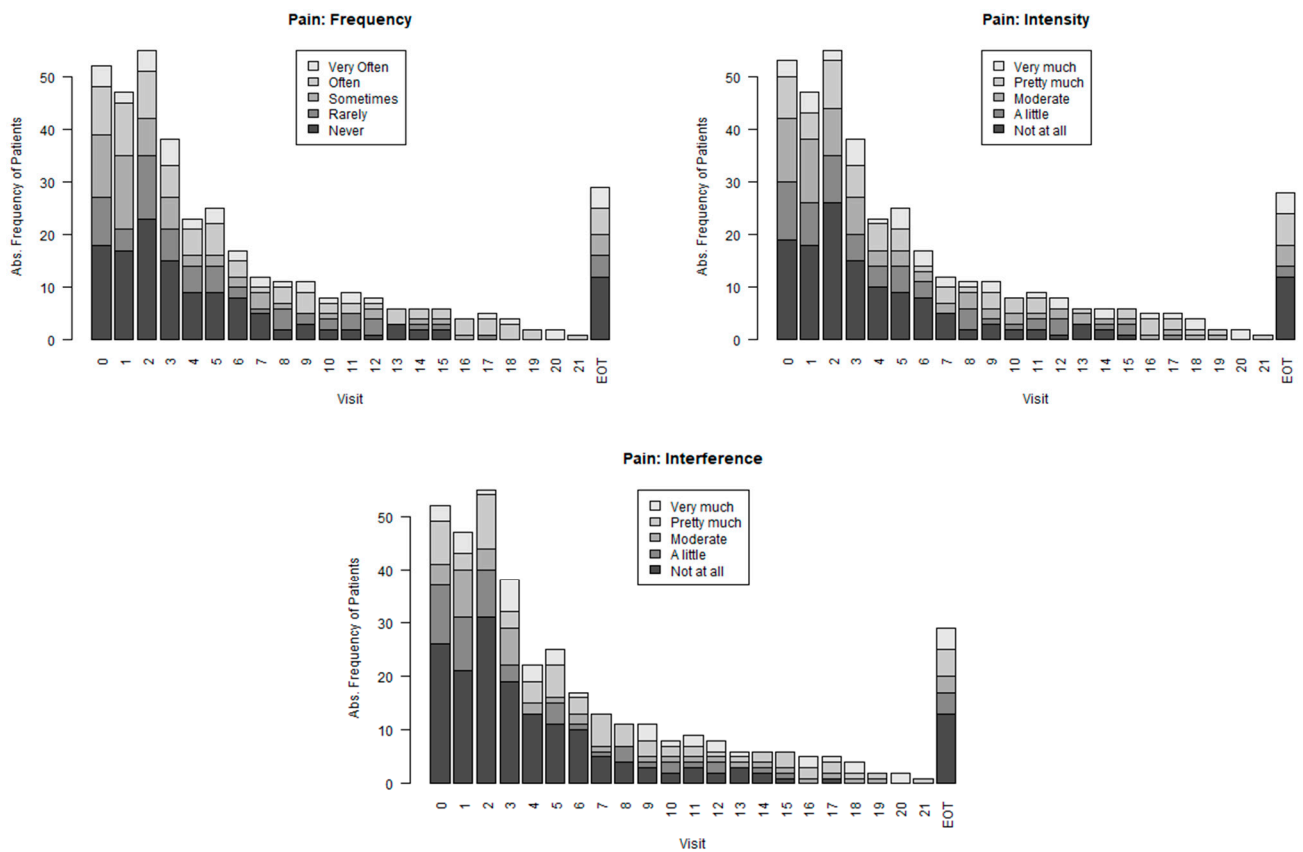 Pain: Frequency
Very Often
Often
Sometimes
Rarely
Never
Abs. Frequency of Patients
50
40
30
20
10
0
0 1 2 3 4 5 6 7 8 9 10 11 12 13 14 15 16 17 18 19 20 21 EOT
Visit
Pain: Intensity
Very much
Pretty much
Moderate
A little
Not at all
Abs. Frequency of Patients
50
40
30
20
10
0
0 1 2 3 4 5 6 7 8 9 10 11 12 13 14 15 16 17 18 19 20 21 EOT
Visit
Pain: Interference
Very much
Pretty much
Moderate
A little
Not at all
Abs. Frequency of Patients
50
40
30
20
10
0
0 1 2 3 4 5 6 7 8 9 10 11 12 13 14 15 16 17 18 19 20 21 EOT
Visit